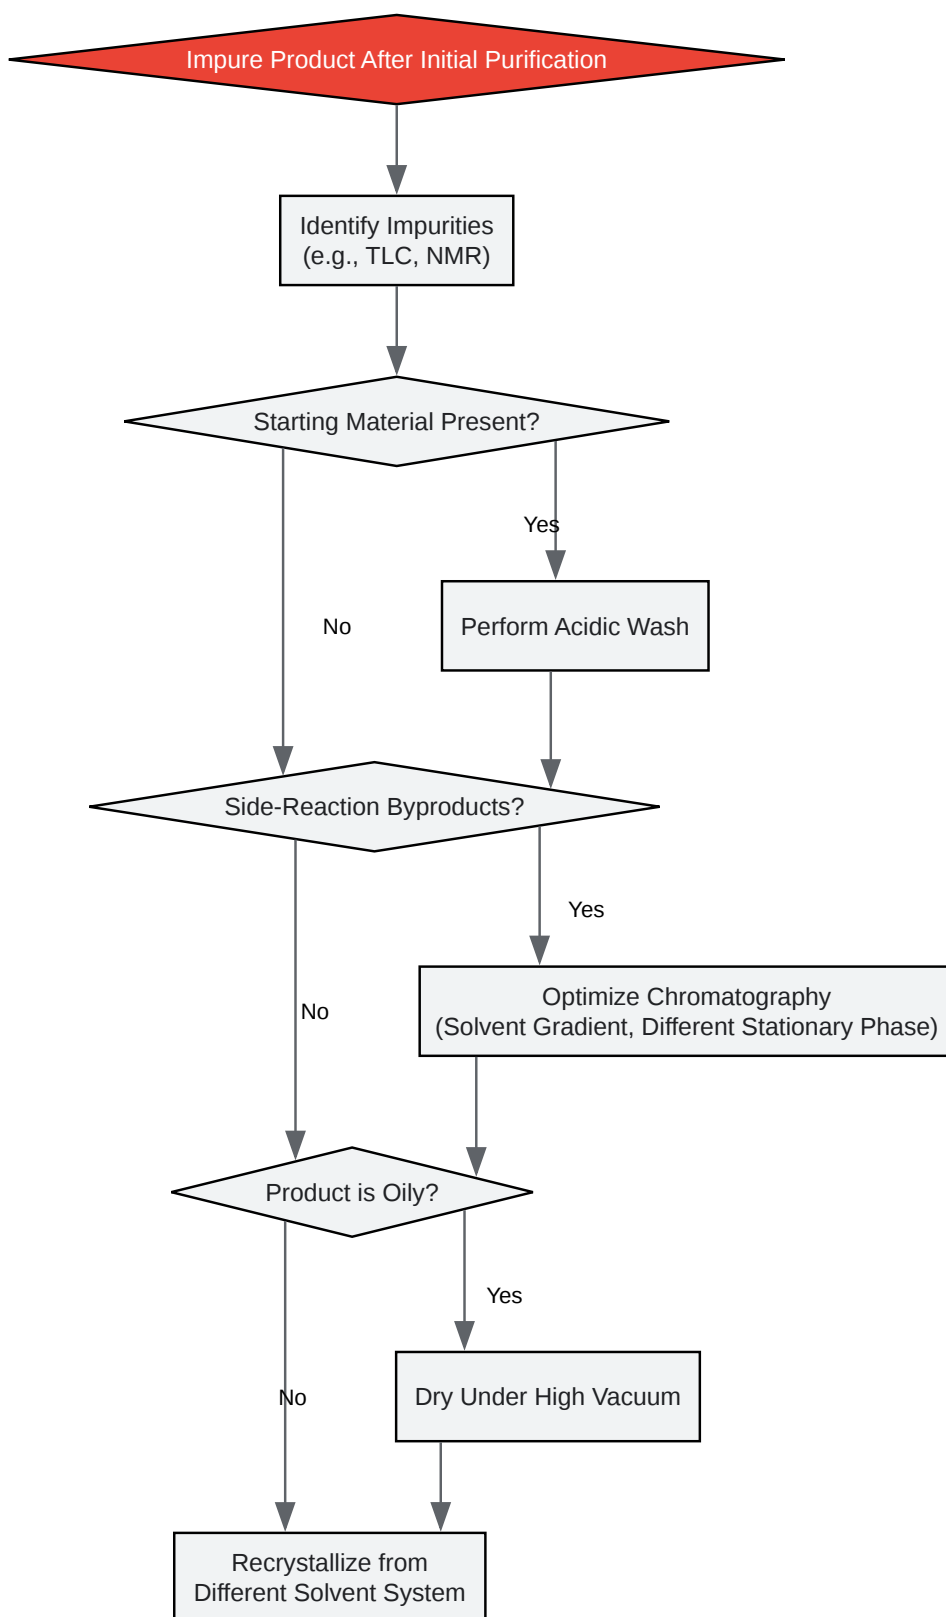 Impure Product After Initial Purification
Identify Impurities
(e.g., TLC, NMR)
Starting Material Present?
Yes
No
Perform Acidic Wash
Side-Reaction Byproducts?
Yes
No
Optimize Chromatography
(Solvent Gradient, Different Stationary Phase)
Product is Oily?
Yes
No
Dry Under High Vacuum
Recrystallize from
Different Solvent System